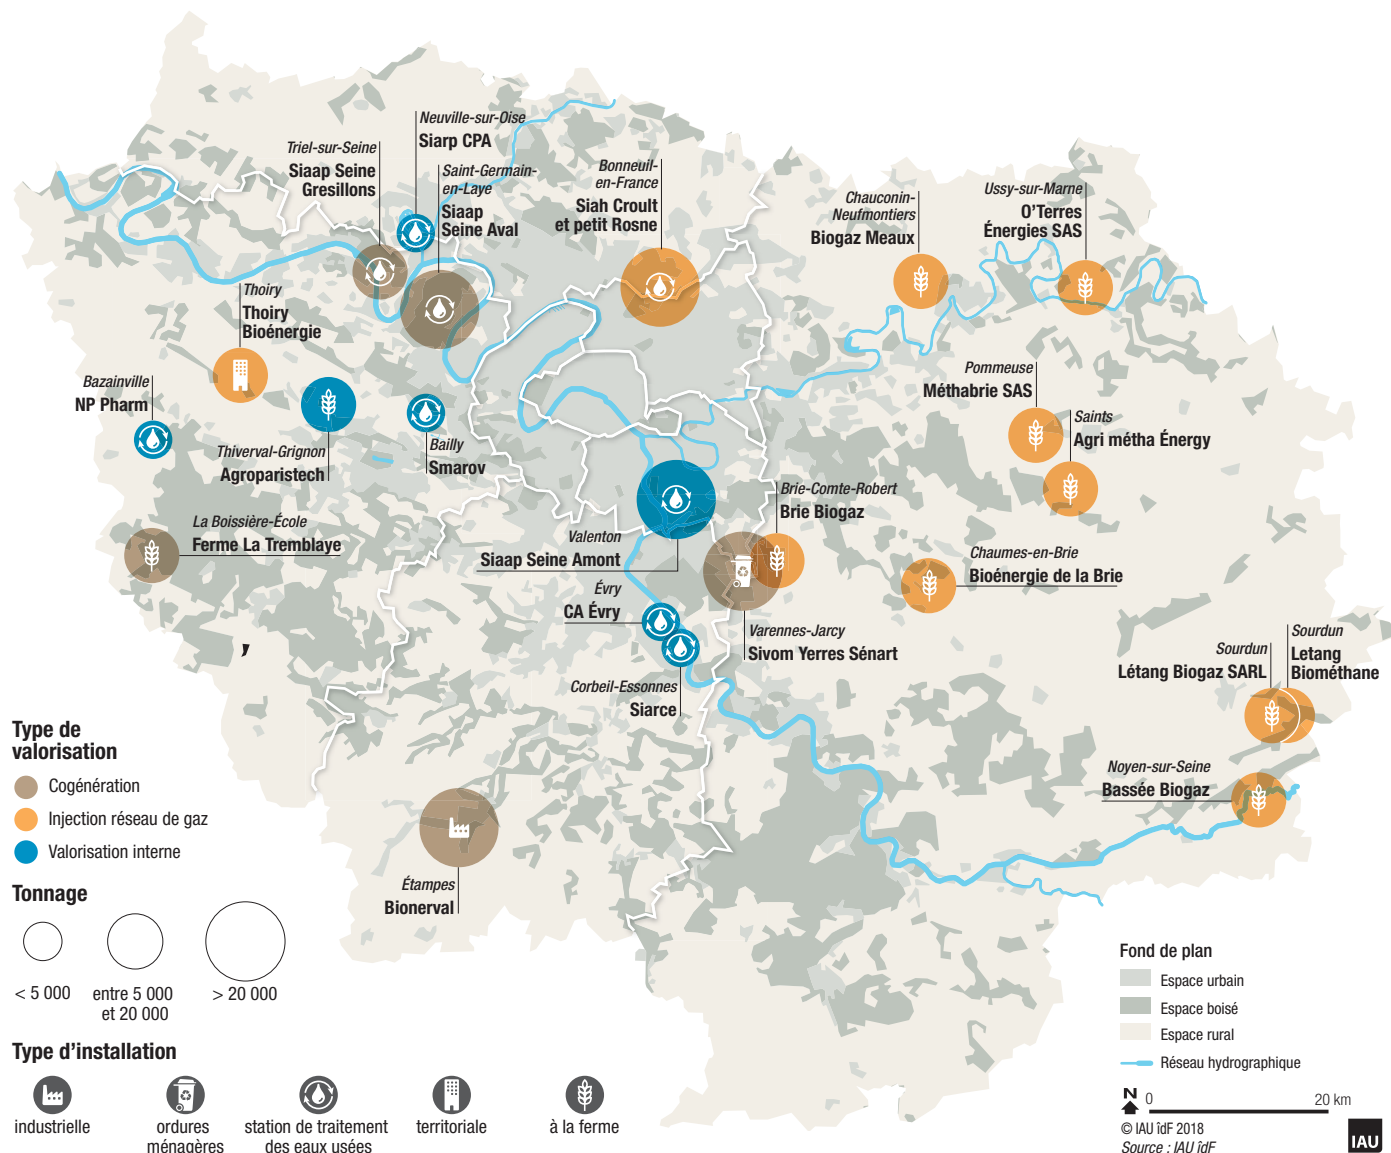 Neuville-sur-Oise
Siarp CPA
Triel-sur-Seine
Siaap Seine
Gresillons
Saint-Germain-
en-Laye
Siaap
Seine Aval
Bonneuil-
en-France
Siah Croult
et petit Rosne
Chauconin-
Neufmontiers
Biogaz Meaux
Ussy-sur-Marne
O'Terres
Énergies SAS
Thoiry
Thoiry
Bioénergie
Bazainville
NP Pharm
Thiverval-Grignon
Agroparistech
Bailly
Smarov
Pommeuse
Méthabrie SAS
Saints
Agri métha Énergy
La Boissière-École
Ferme La Tremblaye
Brie-Comte-Robert
Brie Biogaz
Valenton
Siaap Seine Amont
Chaumes-en-Brie
Bioénergie de la Brie
Évry
CA Évry
Varennes-Jarcy
Sivom Yerres Sénart
Corbeil-Essonnes
Siarce
Sourdun
Létang Biogaz SARL
Sourdun
Letang
Biométhane
Noyen-sur-Seine
Bassée Biogaz
Étampes
Bionerval
,
Type de
valorisation
Cogénération
Injection réseau de gaz
Valorisation interne
Tonnage
< 5 000
entre 5 000
et 20 000
> 20 000
Type d'installation
industrielle
ordures
ménagères
station de traitement
des eaux usées
territoriale
à la ferme
Fond de plan
Espace urbain
Espace boisé
Espace rural
Réseau hydrographique
N
0
20 km
© IAU îdF 2018
Source : IAU îdF
IAU